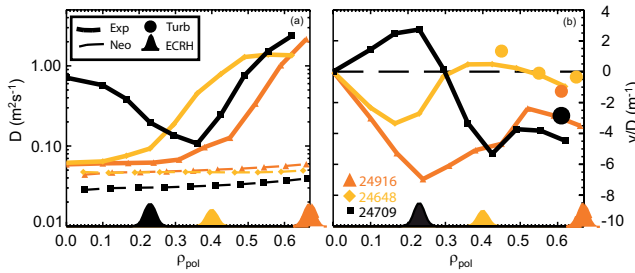 Exp Turb (a)
Neo ECRH
D (m²s⁻¹)
1.00
0.10
0.01
0.0 0.1 0.2 0.3 0.4 0.5 0.6
ρpol
(b)
24916
24648
24709
v/D (m⁻¹)
4
2
0
-2
-4
-6
-8
-10
0.0 0.1 0.2 0.3 0.4 0.5 0.6
ρpol